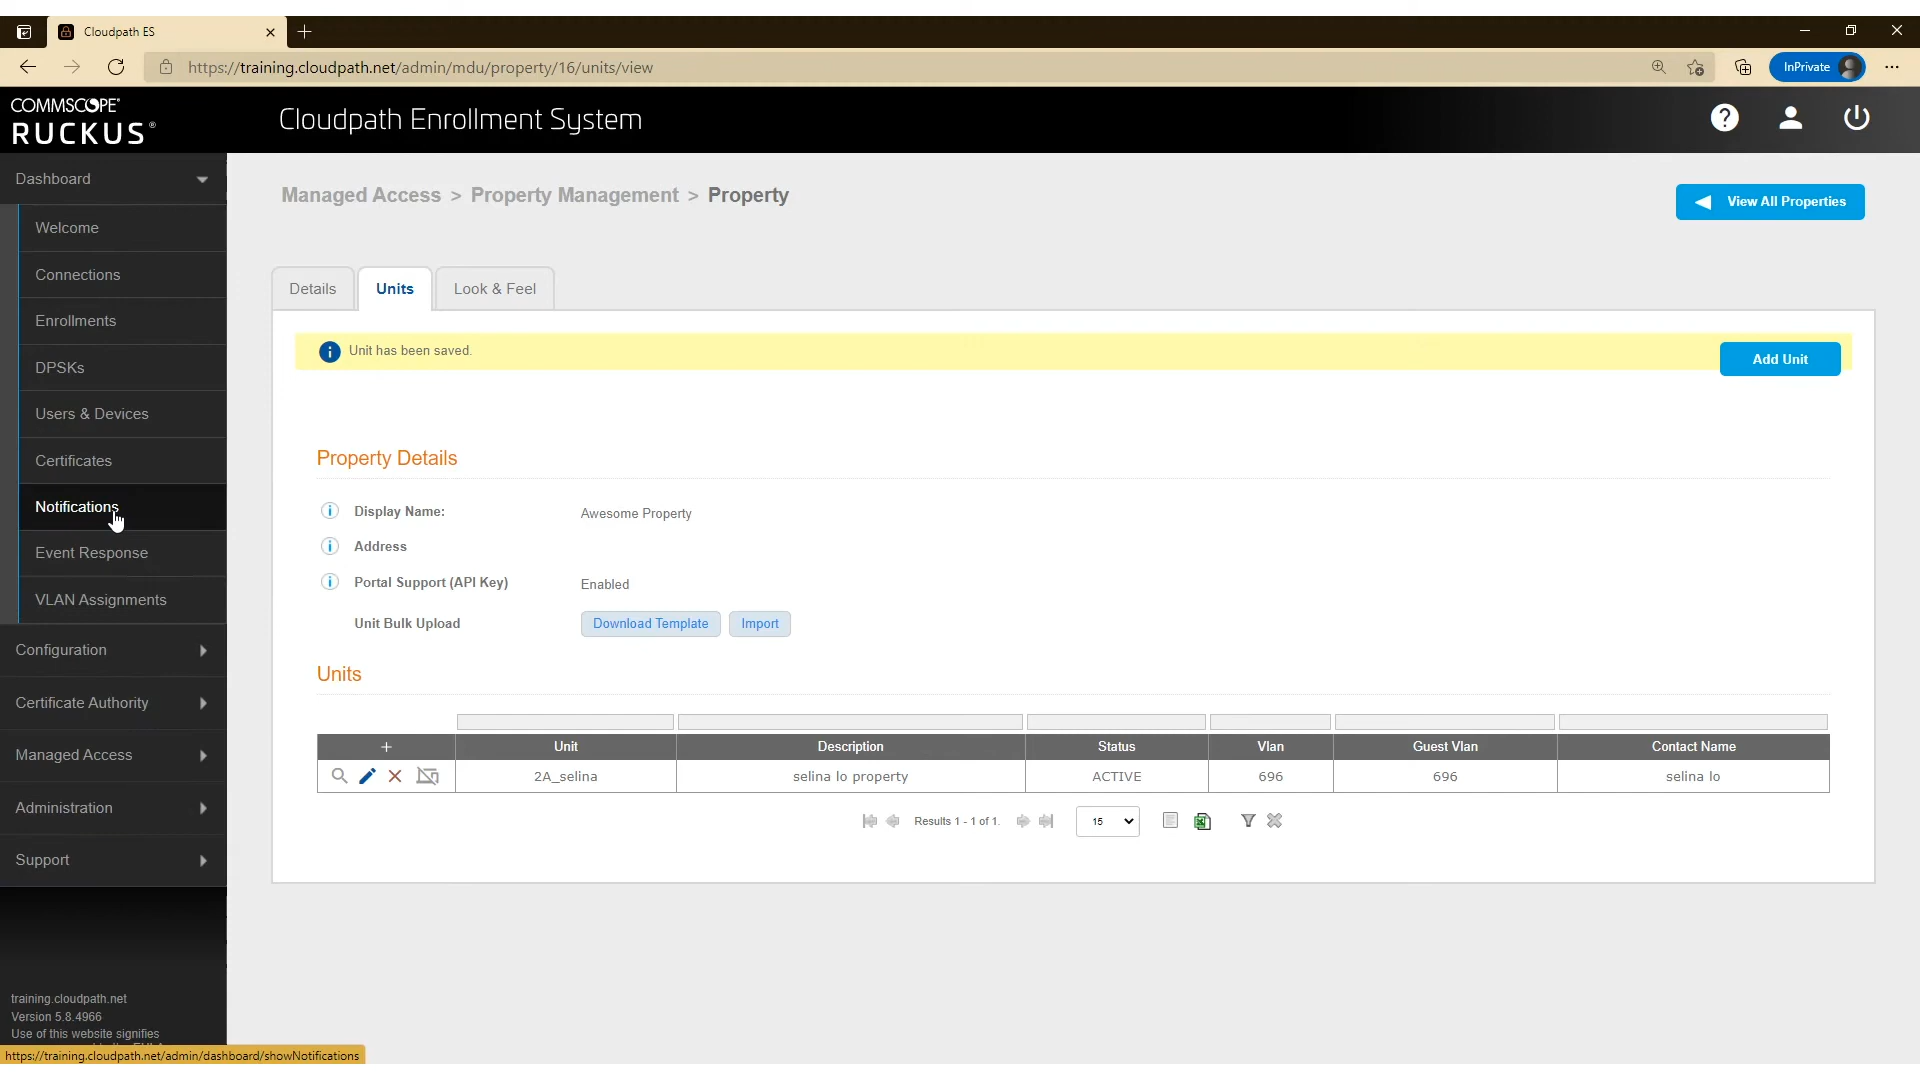 Cloudpath ES
https://training.cloudpath.net/admin/mdu/property/16/units/view
InPrivate
COMMSCOPE®
RUCKUS®
Cloudpath Enrollment System
?
Dashboard
Welcome
Connections
Enrollments
DPSKs
Users & Devices
Certificates
Notifications
Event Response
VLAN Assignments
Configuration
Certificate Authority
Managed Access
Administration
Support
training.cloudpath.net
Version 5.8.4966
Use of this website signifies
https://training.cloudpath.net/admin/dashboard/showNotifications
Managed Access > Property Management > Property
View All Properties
Details
Units
Look & Feel
Unit has been saved.
Add Unit
Property Details
Display Name: Awesome Property
Address
Portal Support (API Key) Enabled
Unit Bulk Upload Download Template Import
Units
+ Unit Description Status Vlan Guest Vlan Contact Name
2A_selina selina lo property ACTIVE 696 696 selina lo
Results 1 - 1 of 1. 15